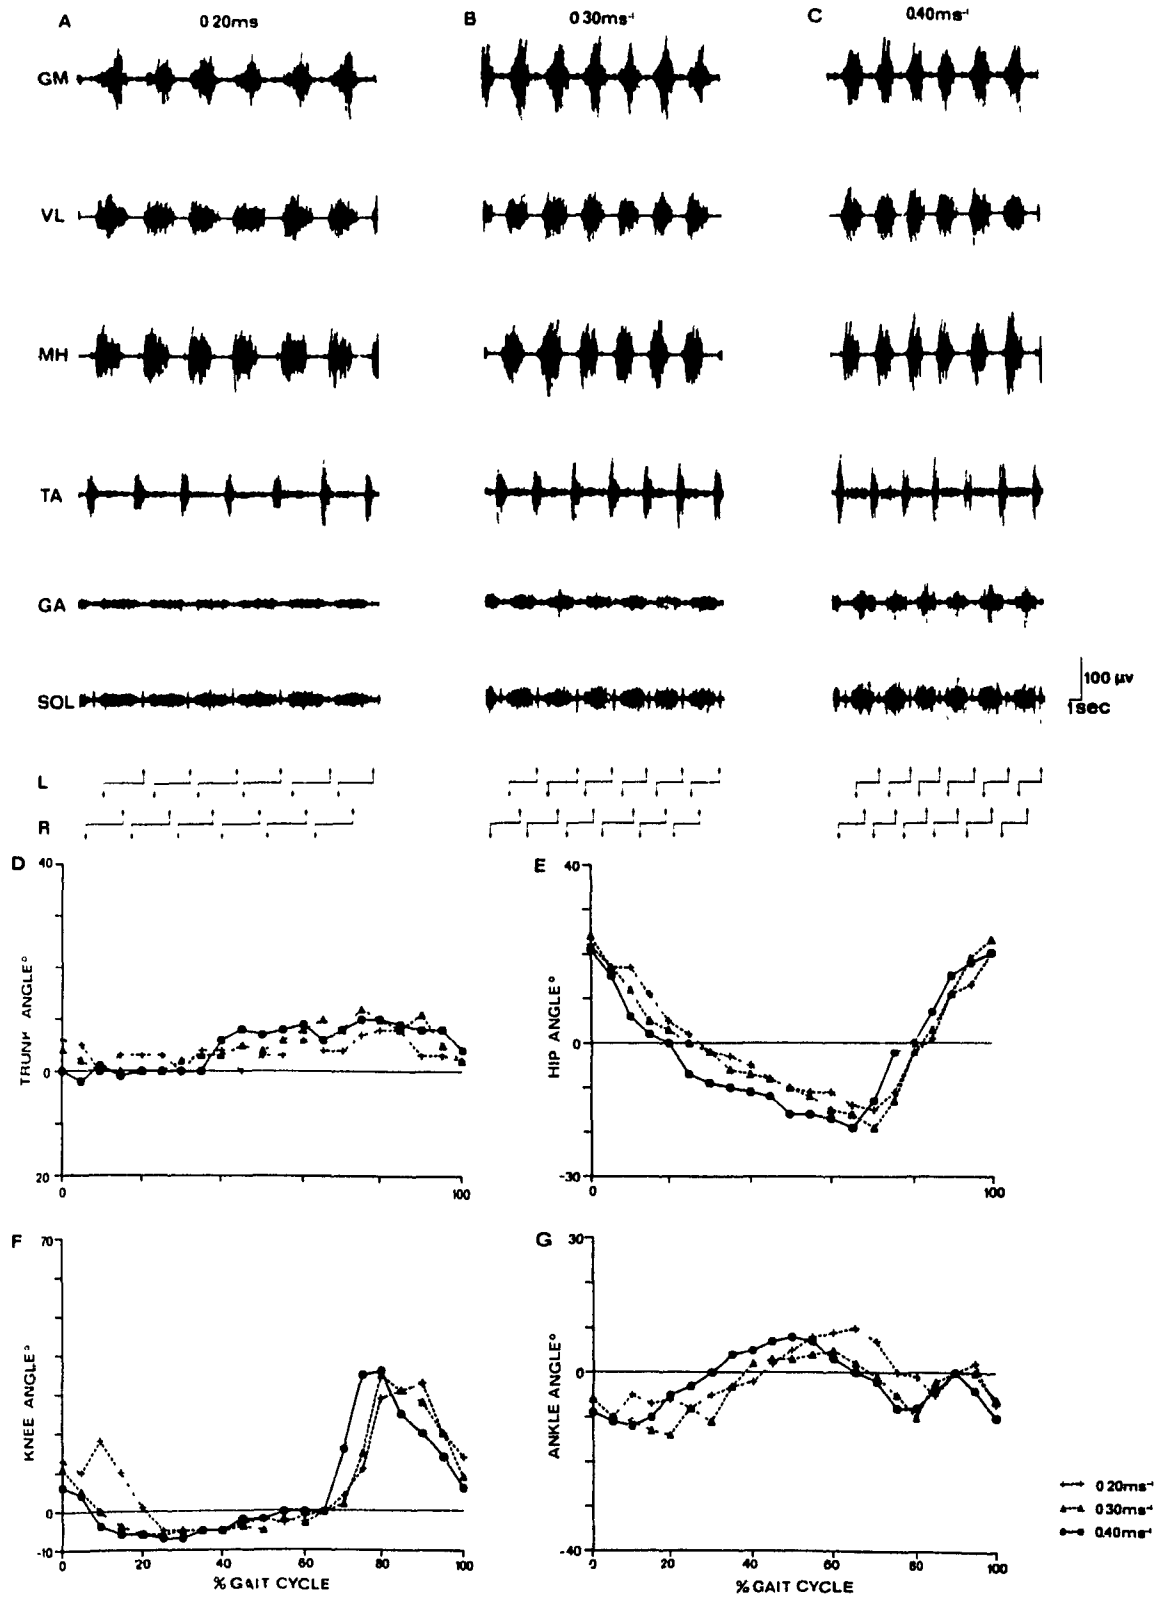 A 0 20ms B 0 30ms⁻¹ C 0.40ms⁻¹
GM
VL
MH
TA
GA
SOL
100 μv
1sec
L
R
D 40 E 40
TRUNK ANGLE° HIP ANGLE°
0 0
20 -30
0 100 0 100
F 70 G 30
KNEE ANGLE° ANKLE ANGLE°
0 0
0 20ms⁻¹
0 30ms⁻¹
0.40ms⁻¹
-10 -40
0 20 40 60 80 100 0 20 40 60 80 100
% GAIT CYCLE % GAIT CYCLE